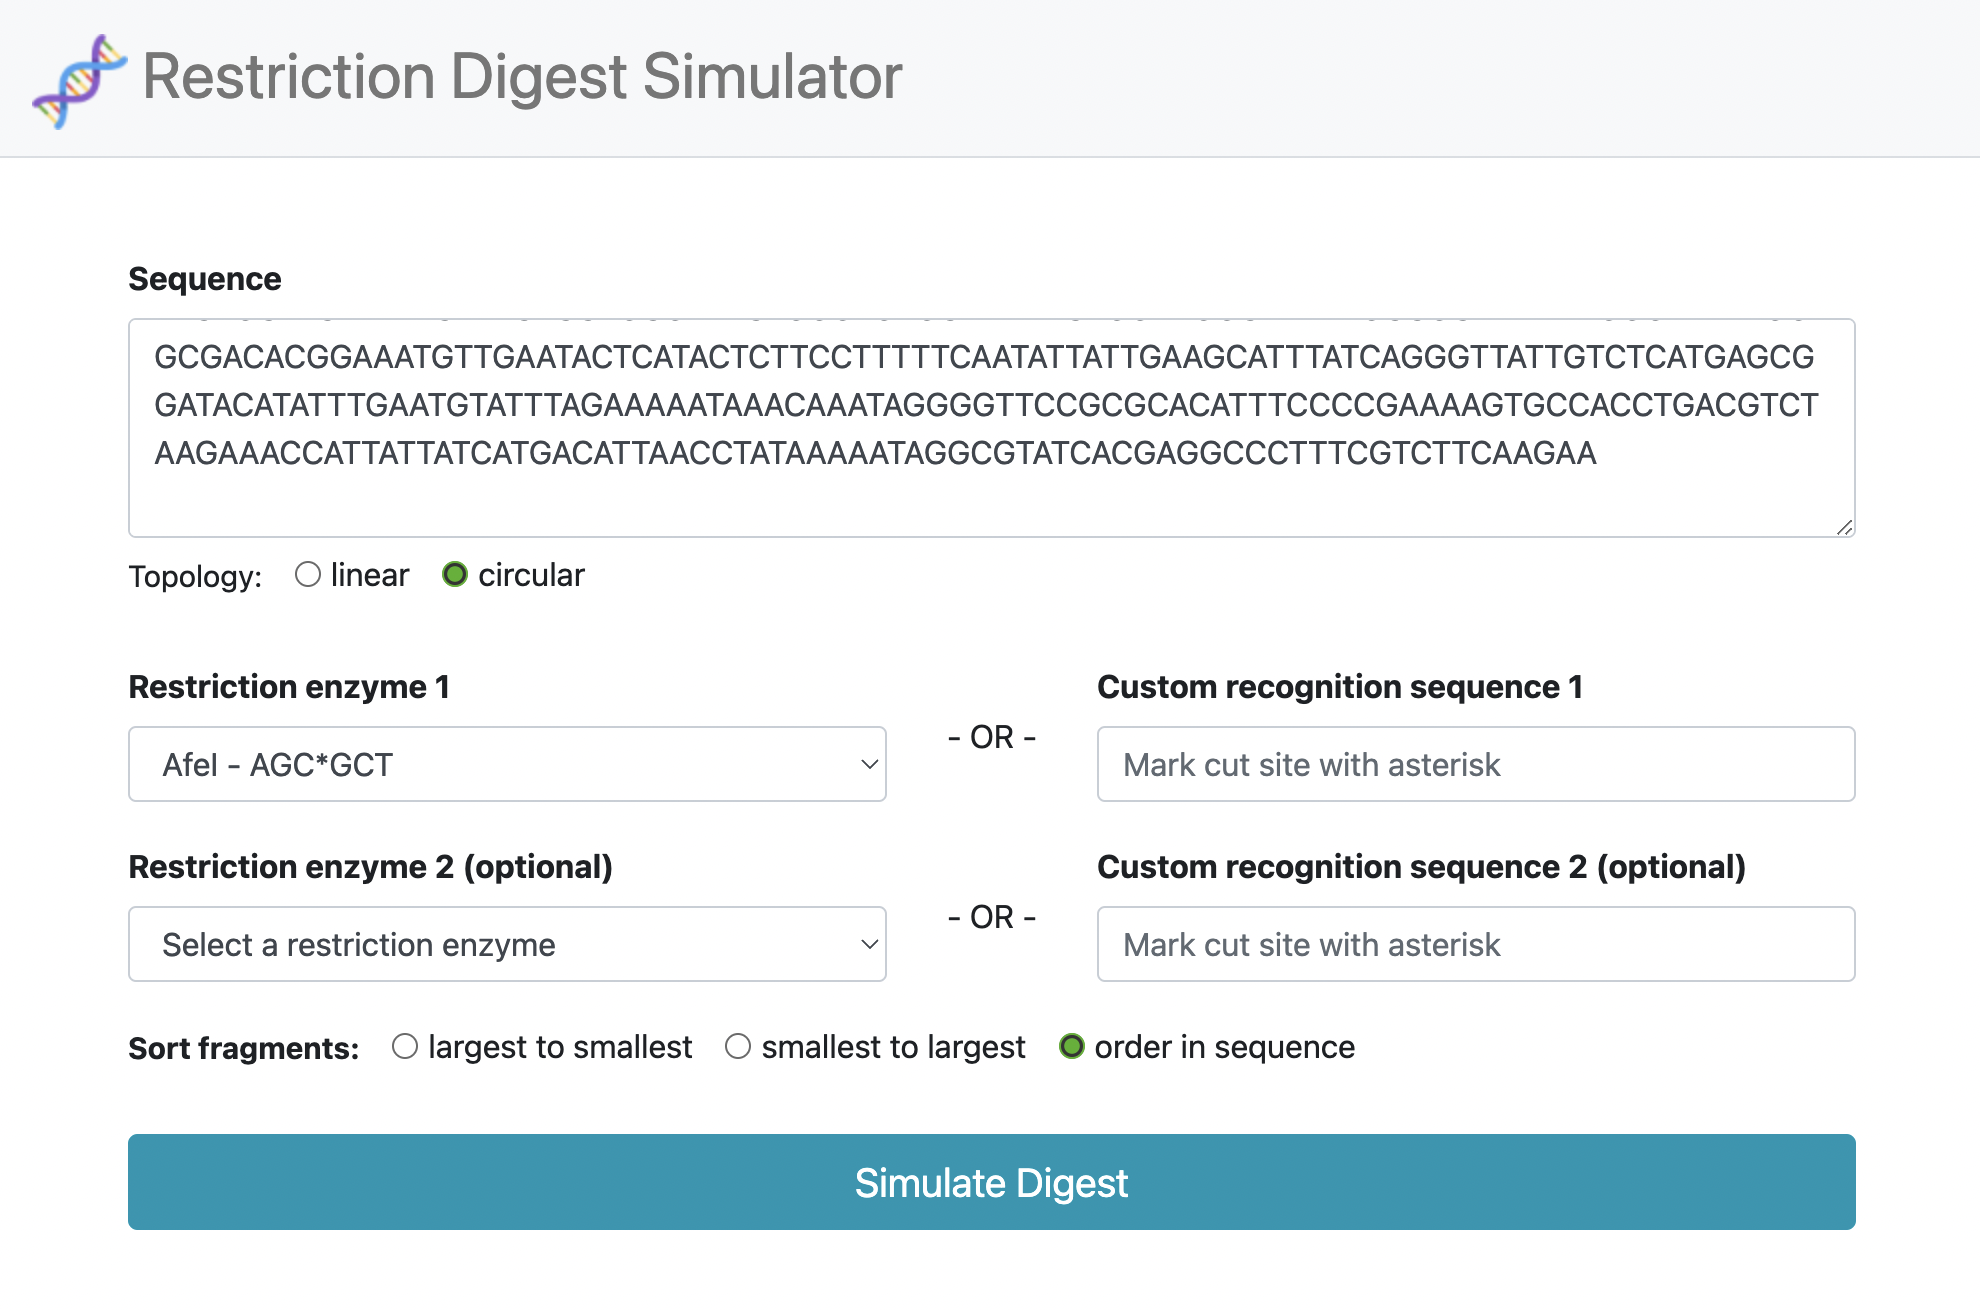 Restriction Digest Simulator
Sequence
GCGACACGGAAATGTTGAATACTCATACTCTTCCTTTTTCAATATTATTGAAGCATTTATCAGGGTTATTGTCTCATGAGCG
GATACATATTTGAATGTATTTAGAAAAATAAACAAATAGGGGTTCCGCGCACATTTCCCCGAAAAGTGCCACCTGACGTCT
AAGAAACCATTATTATCATGACATTAACCTATAAAAATAGGCGTATCACGAGGCCCTTTCGTCTTCAAGAA
Topology: linear circular
Restriction enzyme 1
AfeI - AGC*GCT
- OR -
Custom recognition sequence 1
Mark cut site with asterisk
Restriction enzyme 2 (optional)
Select a restriction enzyme
- OR -
Custom recognition sequence 2 (optional)
Mark cut site with asterisk
Sort fragments: largest to smallest smallest to largest order in sequence
Simulate Digest